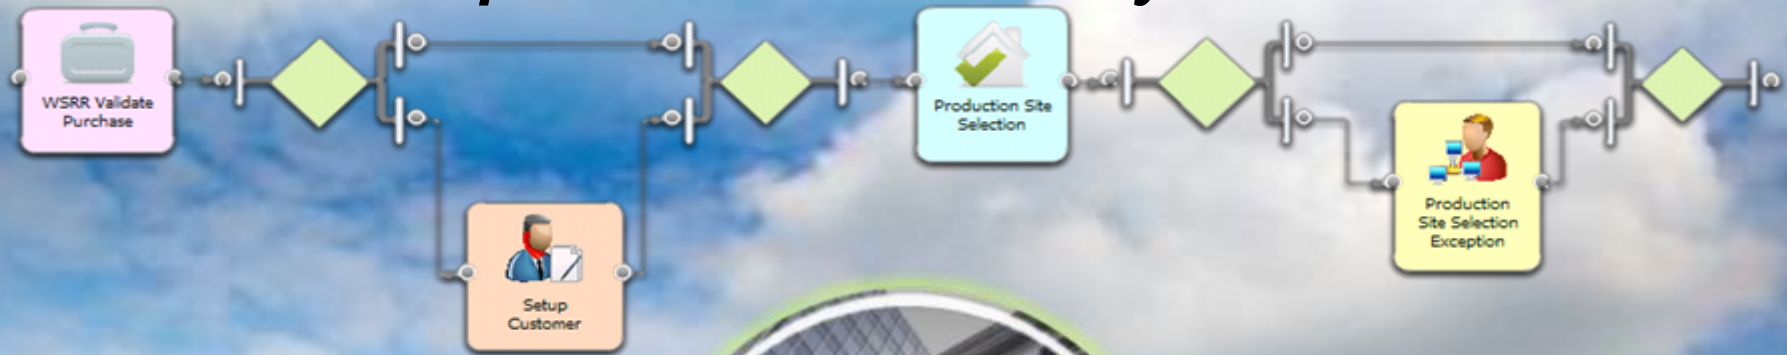 WSRR Validate
Purchase
Setup
Customer
Production Site
Selection
Production
Site Selection
Exception